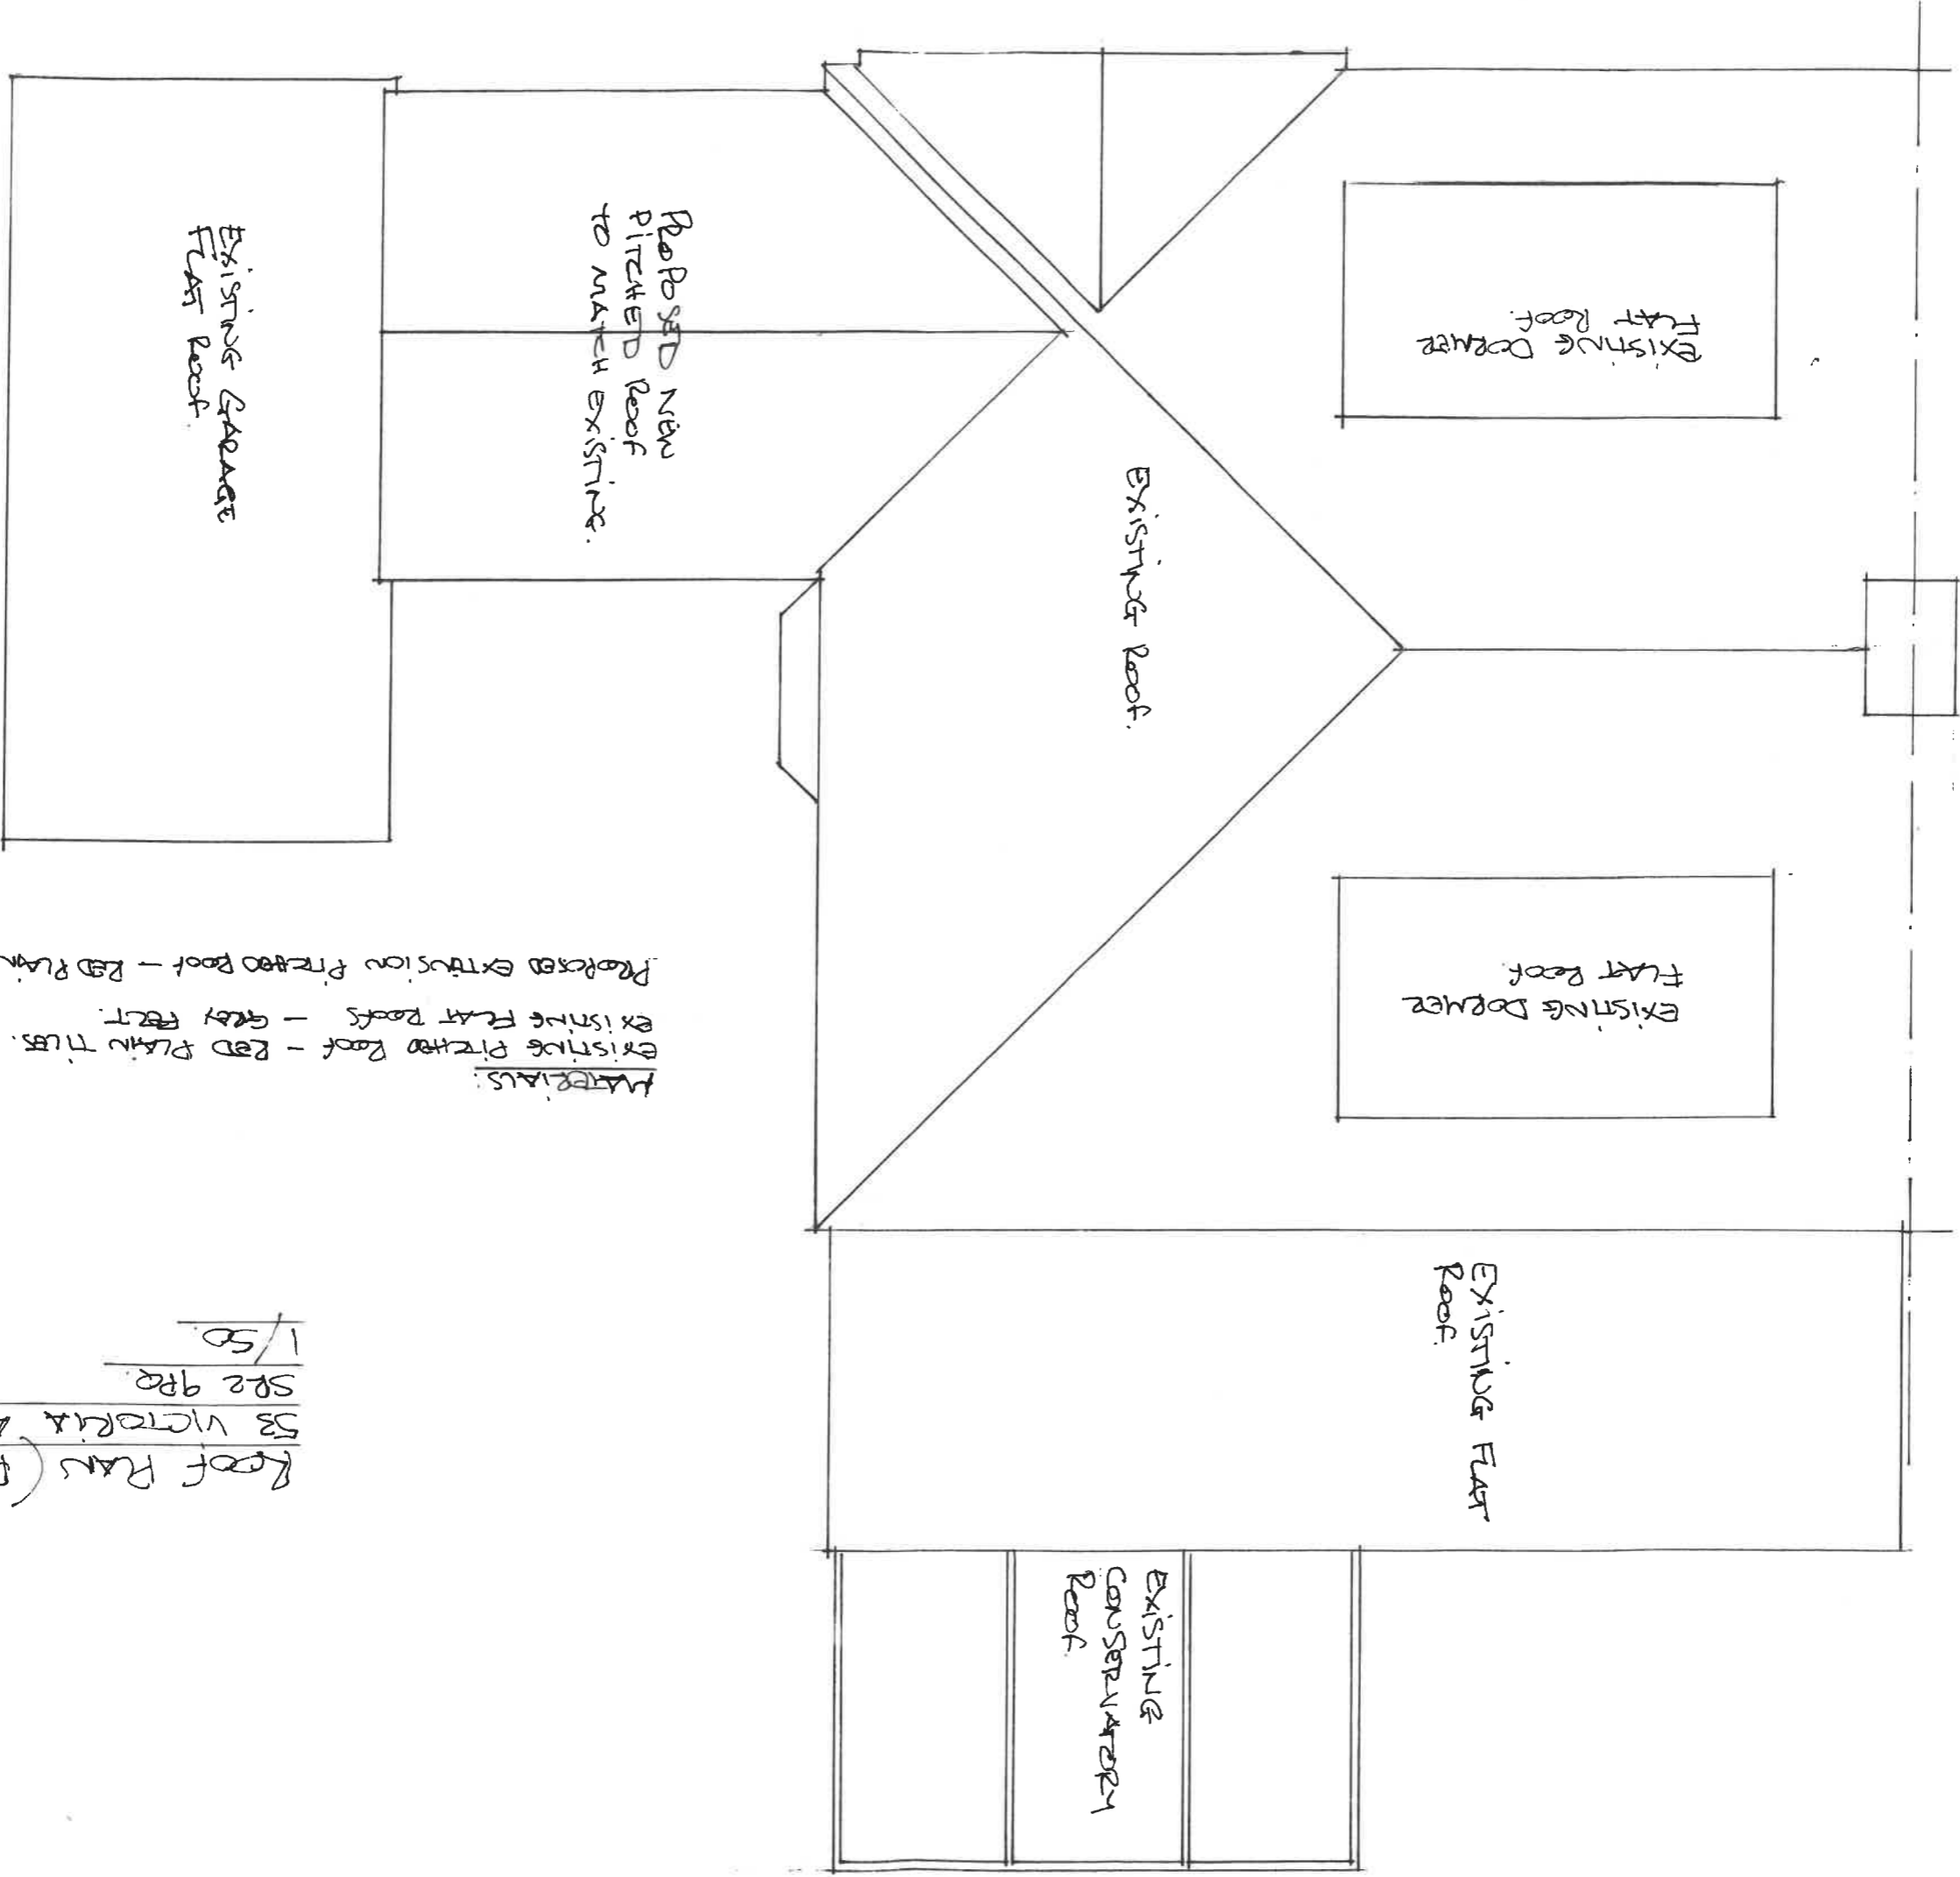 ROOF PLAN
53 VICTORIA
SR2 9PQ
1/50
MATERIALS:
EXISTING PITCHED ROOF - RED PLAIN TILES.
EXISTING FLAT ROOFS - GREY FELT.
PROPOSED EXTENSION PITCHED ROOF - RED PLAIN
EXISTING GARAGE
FLAT ROOF.
PROPOSED NEW
PITCHED ROOF
TO MATCH EXISTING.
EXISTING ROOF.
EXISTING DORMER
FLAT ROOF.
EXISTING DORMER
FLAT ROOF.
EXISTING FLAT
ROOF.
EXISTING
CONSERVATORY
ROOF.